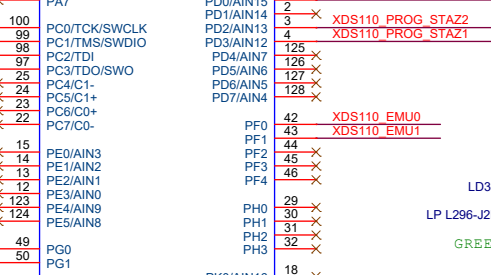 PA7
PD0/AIN15
2 PD1/AIN14
100 PC0/TCK/SWCLK 3 PD2/AIN13 XDS110_PROG_STAZ2
99 PC1/TMS/SWDIO 4 PD3/AIN12 XDS110_PROG_STAZ1
98 PC2/TDI 125 PD4/AIN7
97 PC3/TDO/SWO 126 PD5/AIN6
25 PC4/C1- 127 PD6/AIN5
24 PC5/C1+ 128 PD7/AIN4
23 PC6/C0+
22 PC7/C0- 42 PF0 XDS110_EMU0
43 PF1 XDS110_EMU1
15 PE0/AIN3 44 PF2
14 PE1/AIN2 45 PF3
13 PE2/AIN1 46 PF4
12 PE3/AIN0 LD3
123 PE4/AIN9 29 PH0
124 PE5/AIN8 30 PH1 LP L296-J2
31 PH2
49 PG0 32 PH3 GREE
50 PG1
18